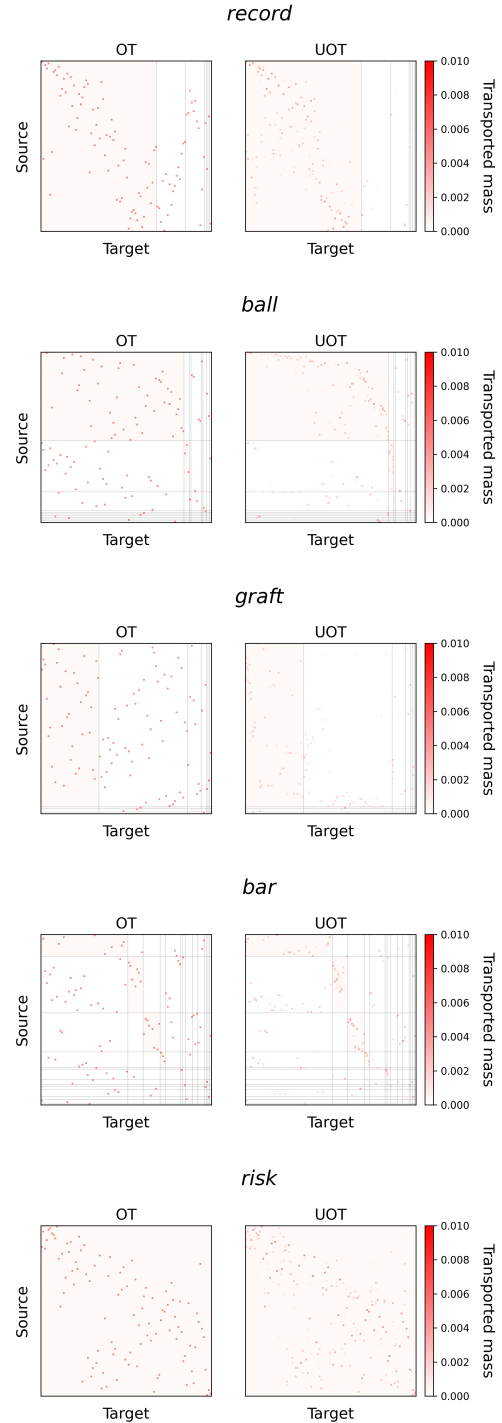 record
OT
UOT
Source
Target
Target
0.010
0.008
0.006
0.004
0.002
0.000
Transported mass
ball
OT
UOT
Source
Target
Target
0.010
0.008
0.006
0.004
0.002
0.000
Transported mass
graft
OT
UOT
Source
Target
Target
0.010
0.008
0.006
0.004
0.002
0.000
Transported mass
bar
OT
UOT
Source
Target
Target
0.010
0.008
0.006
0.004
0.002
0.000
Transported mass
risk
OT
UOT
Source
Target
Target
0.010
0.008
0.006
0.004
0.002
0.000
Transported mass